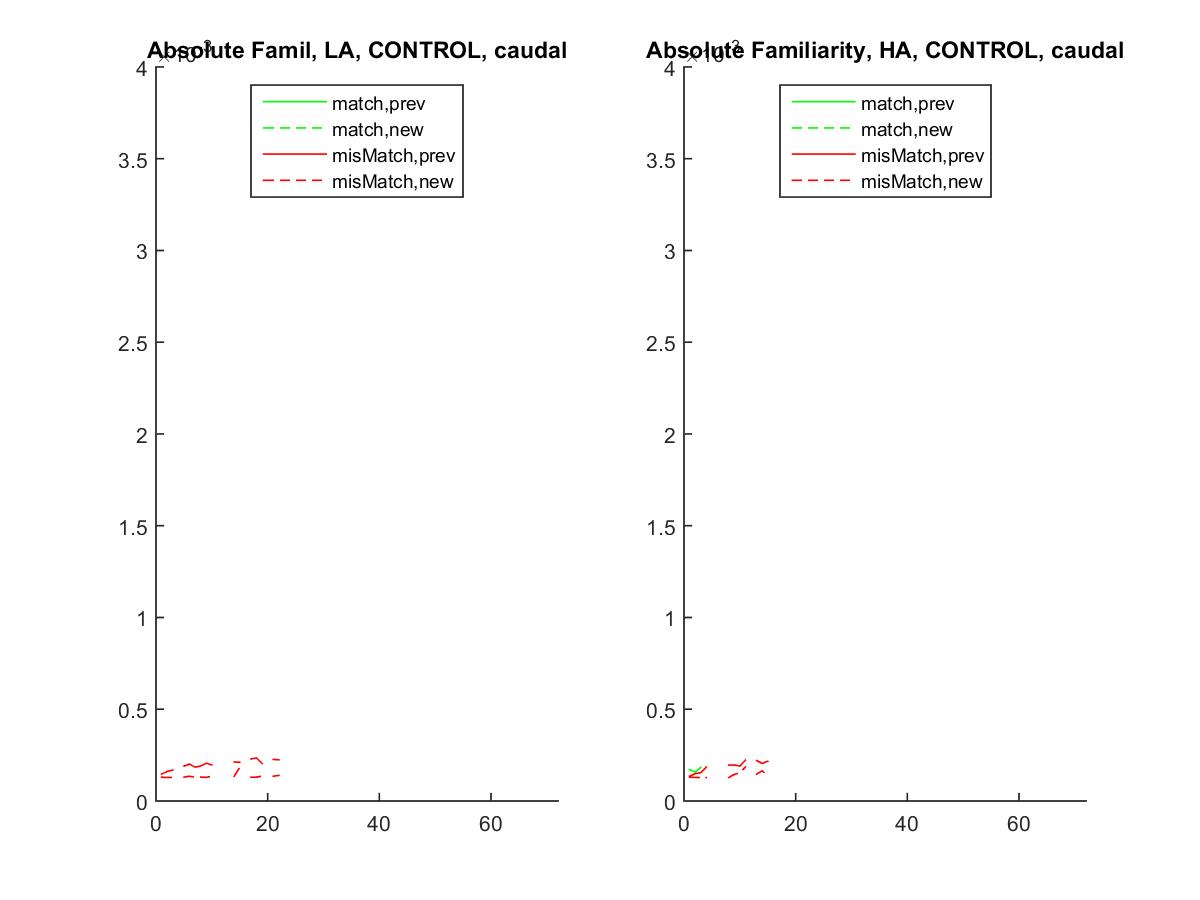 Absolute Famil, LA, CONTROL, caudal
×10
4
3.5
3
2.5
2
1.5
1
0.5
0
0 20 40 60
match,prev
match,new
misMatch,prev
misMatch,new
Absolute Familiarity, HA, CONTROL, caudal
×10
4
3.5
3
2.5
2
1.5
1
0.5
0
0 20 40 60
match,prev
match,new
misMatch,prev
misMatch,new